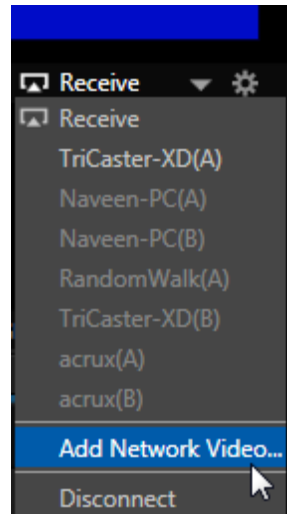 Receive
Receive
TriCaster-XD(A)
Naveen-PC(A)
Naveen-PC(B)
RandomWalk(A)
TriCaster-XD(B)
acrux(A)
acrux(B)
Add Network Video...
Disconnect